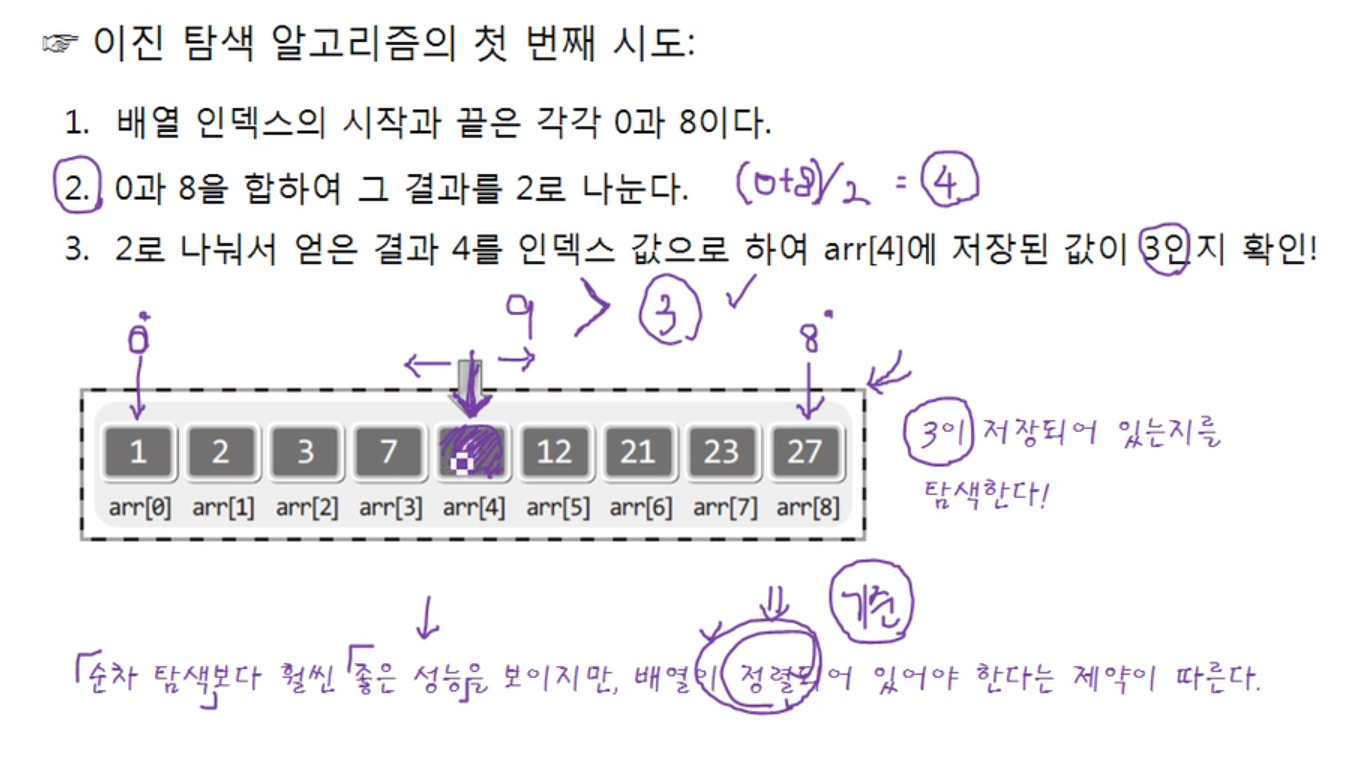 ☞ 이진 탐색 알고리즘의 첫 번째 시도:
1. 배열 인덱스의 시작과 끝은 각각 0과 8이다.
2. 0과 8을 합하여 그 결과를 2로 나눈다. (0+8)/2 = 4
3. 2로 나눠서 얻은 결과 4를 인덱스 값으로 하여 arr[4]에 저장된 값이 3인지 확인!
9 > 3
0 8
1 2 3 7 12 21 23 27
arr[0] arr[1] arr[2] arr[3] arr[4] arr[5] arr[6] arr[7] arr[8]
3이 저장되어 있는지를
탐색한다!
기준
「순차 탐색보다 훨씬 「좋은 성능을 보이지만, 배열이 정렬되어 있어야 한다는 제약이 따른다.